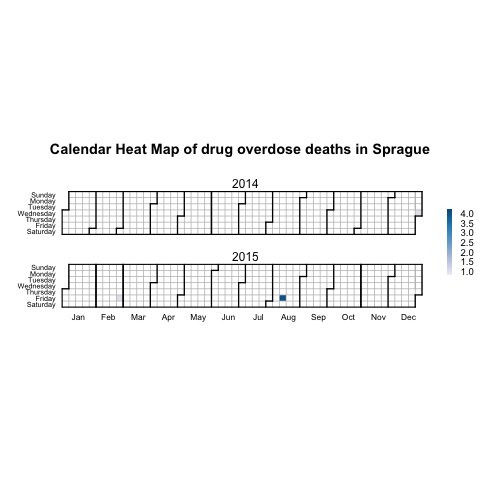 Calendar Heat Map of drug overdose deaths in Sprague
2014
Sunday
Monday
Tuesday
Wednesday
Thursday
Friday
Saturday
2015
Sunday
Monday
Tuesday
Wednesday
Thursday
Friday
Saturday
Jan Feb Mar Apr May Jun Jul Aug Sep Oct Nov Dec
4.0
3.5
3.0
2.5
2.0
1.5
1.0